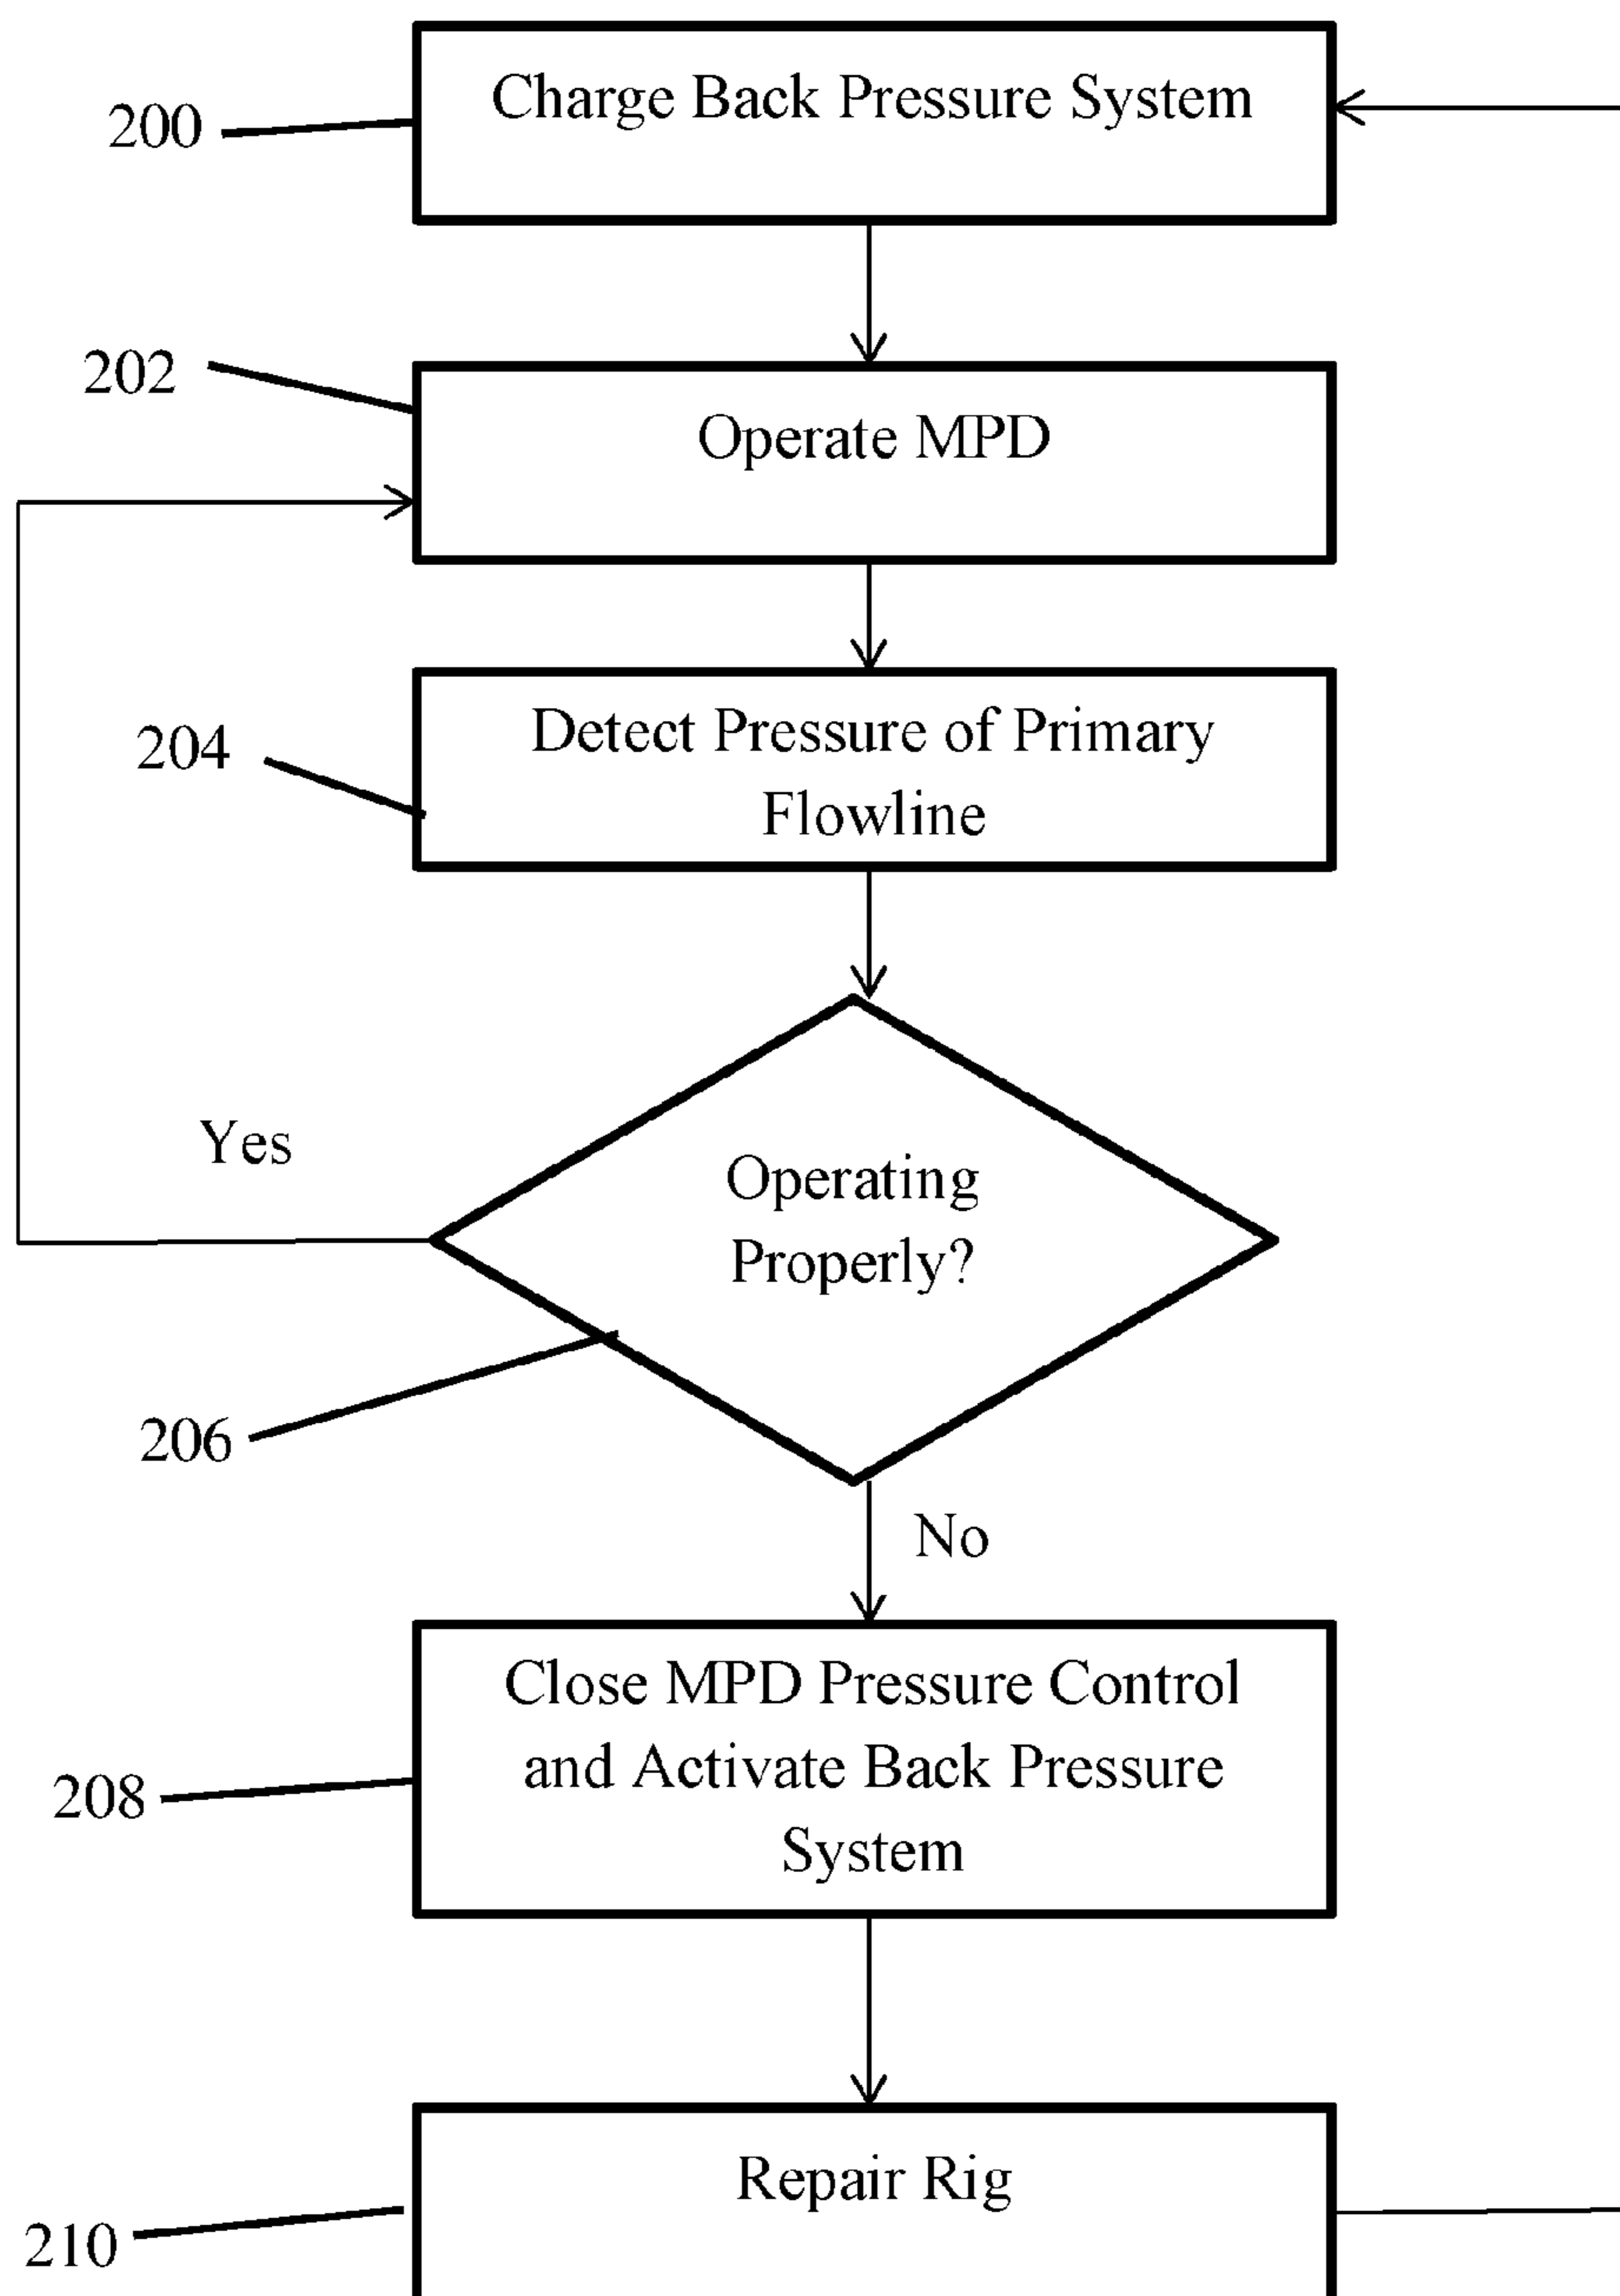 Charge Back Pressure System
200
202
Operate MPD
204
Detect Pressure of Primary
Flowline
Yes
Operating
Properly?
206
No
Close MPD Pressure Control
and Activate Back Pressure
System
208
Repair Rig
210